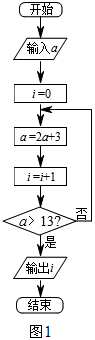 开始
输入a
i=0
a=2a+3
i=i+1
a>13?
否
是
输出i
结束
图1